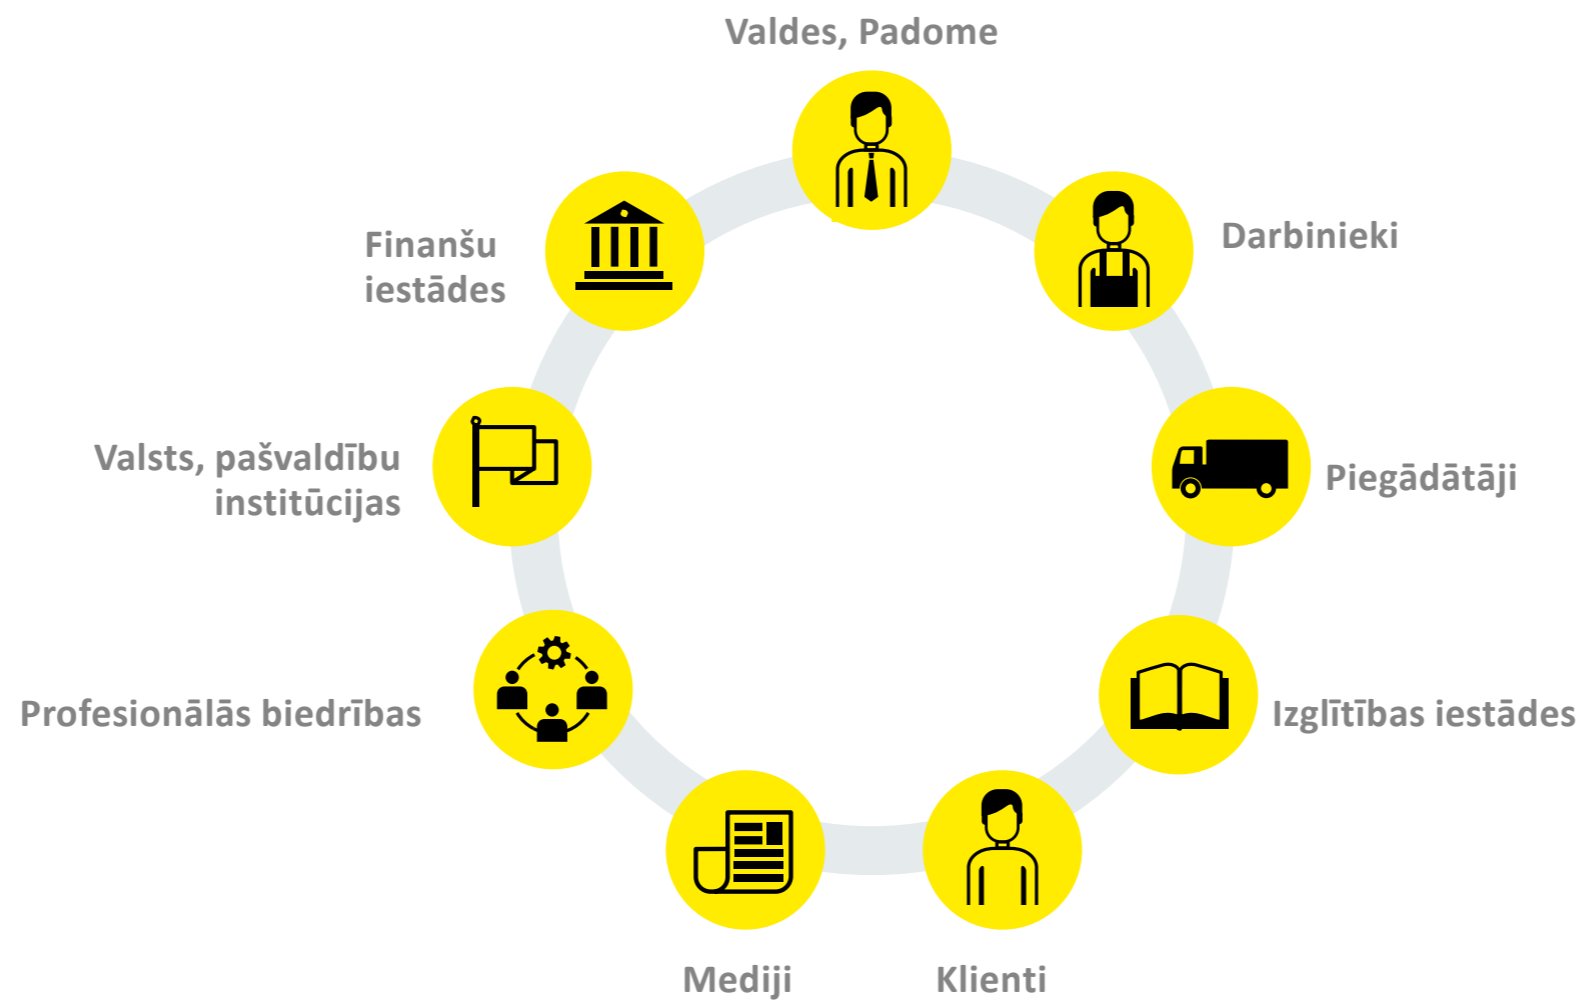 Valdes, Padome
Darbinieki
Finanšu
iestādes
Valsts, pašvaldību
institūcijas
Piegādātāji
Profesionālās biedrības
Izglītības iestādes
Mediji
Klienti